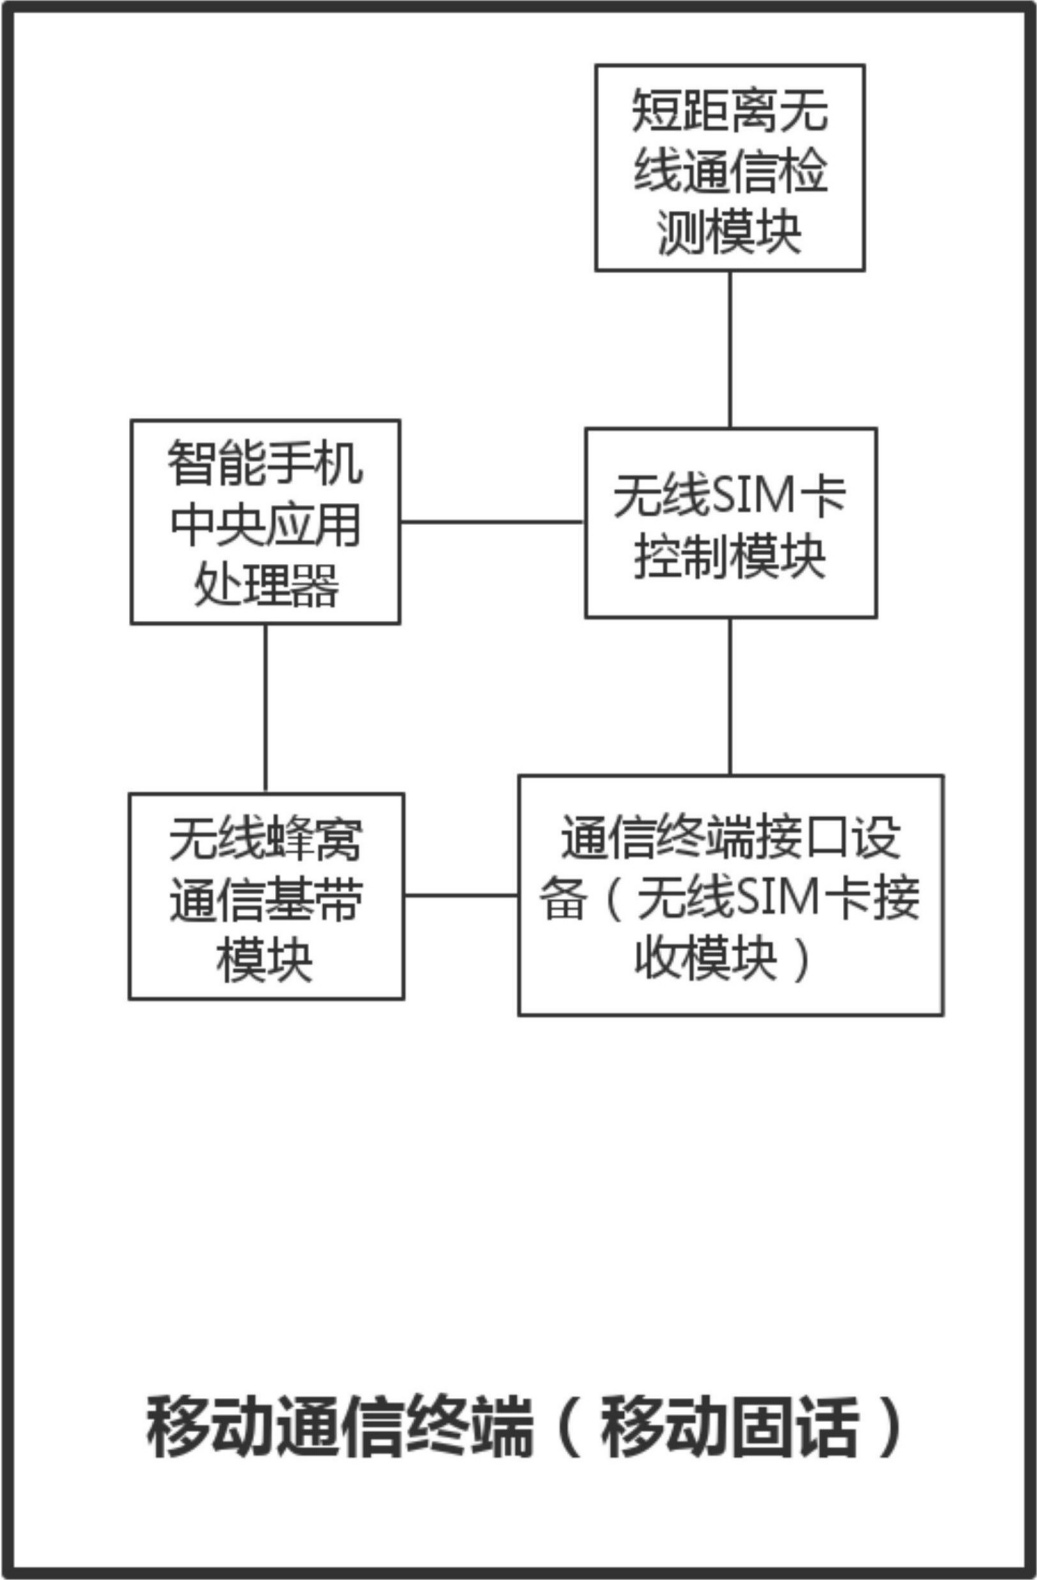 短距离无
线通信检
测模块
智能手机
中央应用
处理器
无线SIM卡
控制模块
无线蜂窝
通信基带
模块
通信终端接口设
备（无线SIM卡接
收模块）
移动通信终端（移动固话）